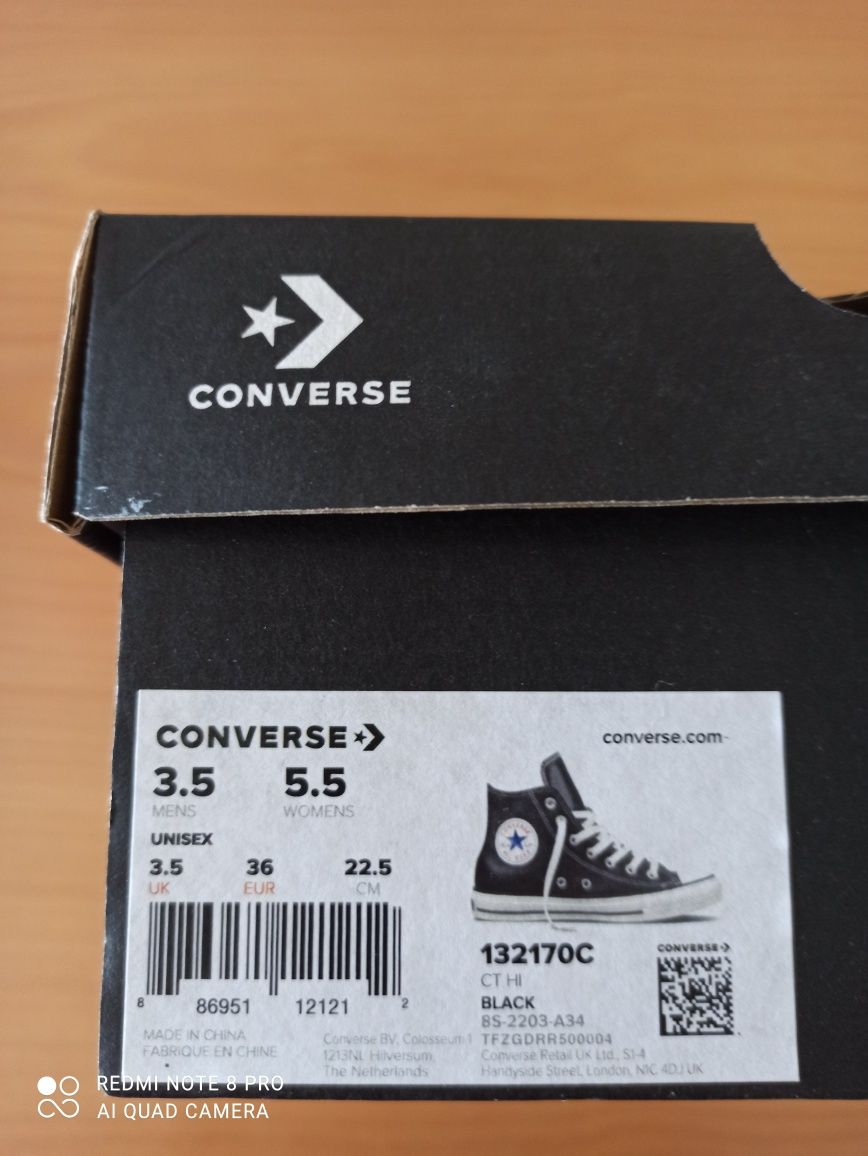 CONVERSE
CONVERSE
converse.com
3.5 5.5
MENS WOMENS
UNISEX
3.5 36 22.5
UK EUR CM
8 86951 12121 2
132170C
CT HI
BLACK
8S-2203-A34
TFZGDRR500004
CONVERSE
MADE IN CHINA
FABRIQUE EN CHINE
Converse BV, Colosseum 1
1213NL Hilversum,
The Netherlands
Converse Retail UK Ltd., S1-4
Handyside Street, London, N1C 4DJ UK
REDMI NOTE 8 PRO
AI QUAD CAMERA